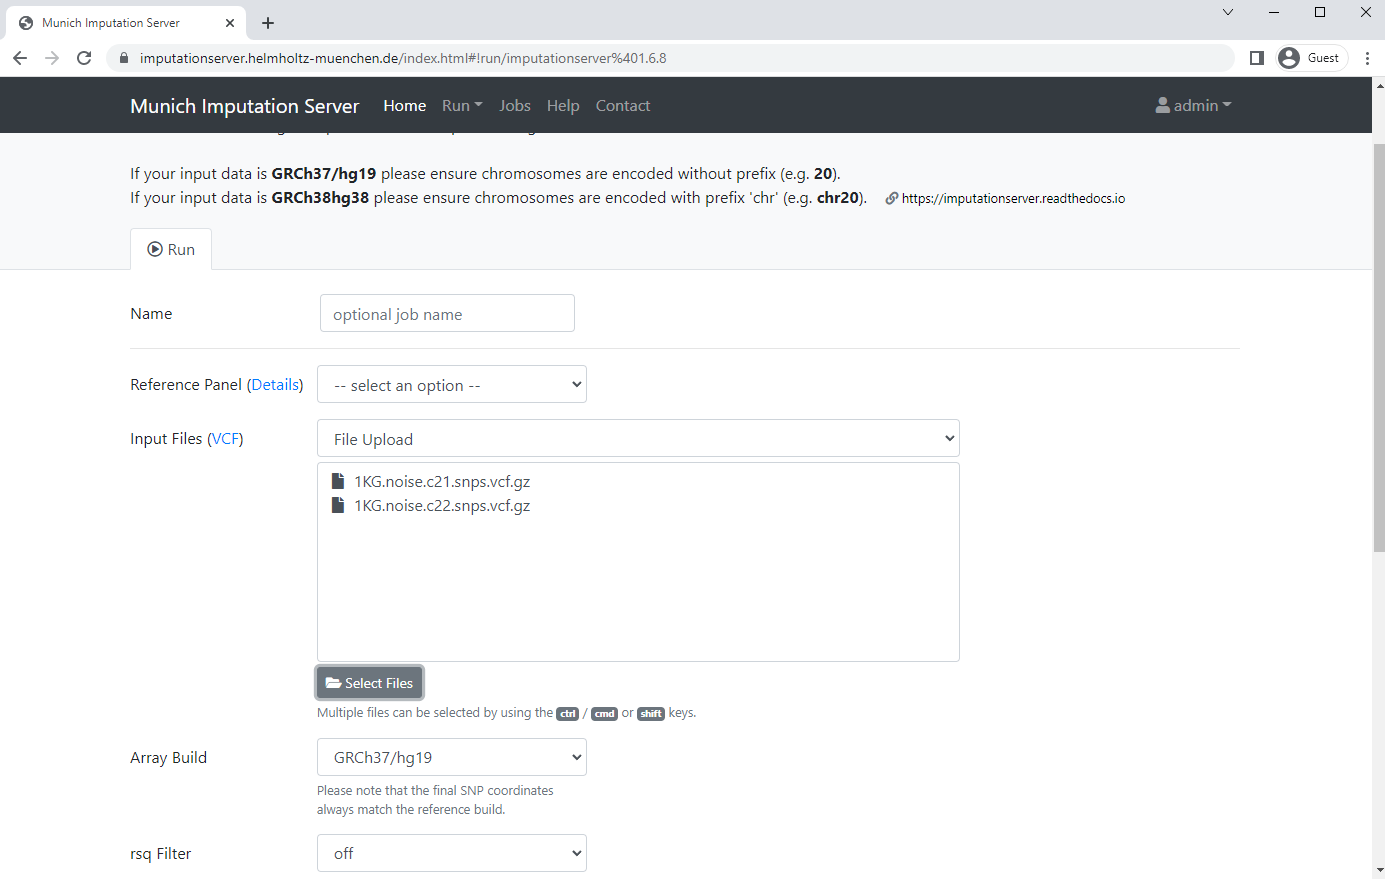 Munich Imputation Server
imputationserver.helmholtz-muenchen.de/index.html#!run/imputationserver%401.6.8
Guest
Munich Imputation Server Home Run Jobs Help Contact admin
If your input data is GRCh37/hg19 please ensure chromosomes are encoded without prefix (e.g. 20).
If your input data is GRCh38hg38 please ensure chromosomes are encoded with prefix 'chr' (e.g. chr20). https://imputationserver.readthedocs.io
Run
Name optional job name
Reference Panel (Details) -- select an option --
Input Files (VCF) File Upload
1KG.noise.c21.snps.vcf.gz
1KG.noise.c22.snps.vcf.gz
Select Files
Multiple files can be selected by using the ctrl / cmd or shift keys.
Array Build GRCh37/hg19
Please note that the final SNP coordinates
always match the reference build.
rsq Filter off